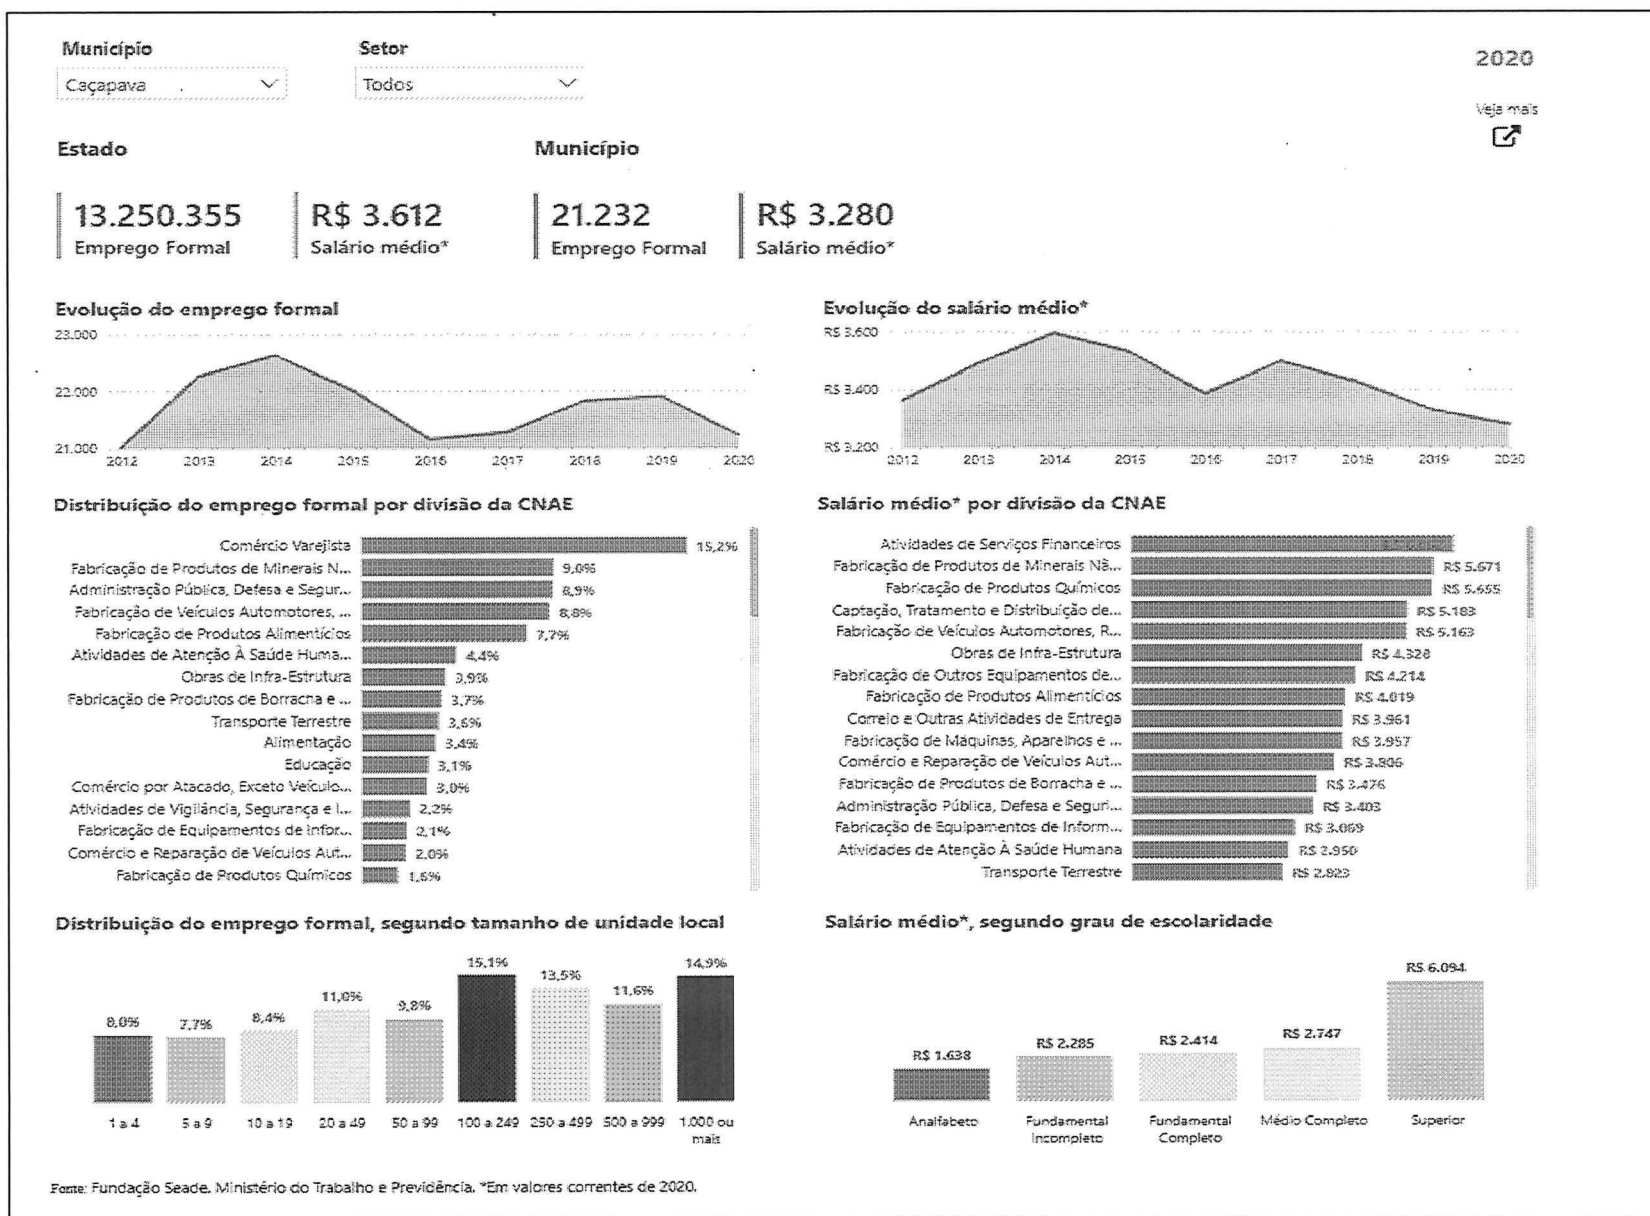 Município Setor 2020
Caçapava Todos
Veja mais
Estado Município
13.250.355 R$ 3.612 21.232 R$ 3.280
Emprego Formal Salário médio* Emprego Formal Salário médio*
Evolução do emprego formal
23.000
22.000
21.000
2012 2013 2014 2015 2016 2017 2018 2019 2020
Evolução do salário médio*
R$ 3.600
R$ 3.400
R$ 3.200
2012 2013 2014 2015 2016 2017 2018 2019 2020
Distribuição do emprego formal por divisão da CNAE
Comércio Varejista 15,2%
Fabricação de Produtos de Minerais N... 9,0%
Administração Pública, Defesa e Segur... 8,9%
Fabricação de Veículos Automotores, ... 8,8%
Fabricação de Produtos Alimentícios 7,7%
Atividades de Atenção À Saúde Huma... 4,4%
Obras de Infra-Estrutura 3,9%
Fabricação de Produtos de Borracha e ... 3,7%
Transporte Terrestre 3,6%
Alimentação 3,4%
Educação 3,1%
Comércio por Atacado, Exceto Veículo... 3,0%
Atividades de Vigilância, Segurança e I... 2,2%
Fabricação de Equipamentos de Infor... 2,1%
Comércio e Reparação de Veículos Aut... 2,0%
Fabricação de Produtos Químicos 1,6%
Salário médio* por divisão da CNAE
Atividades de Serviços Financeiros
Fabricação de Produtos de Minerais Nã... R$ 5.671
Fabricação de Produtos Químicos R$ 5.655
Captação, Tratamento e Distribuição de... R$ 5.183
Fabricação de Veículos Automotores, R... R$ 5.163
Obras de Infra-Estrutura R$ 4.328
Fabricação de Outros Equipamentos de... R$ 4.214
Fabricação de Produtos Alimentícios R$ 4.019
Correio e Outras Atividades de Entrega R$ 3.961
Fabricação de Máquinas, Aparelhos e ... R$ 3.957
Comércio e Reparação de Veículos Aut... R$ 3.806
Fabricação de Produtos de Borracha e ... R$ 3.476
Administração Pública, Defesa e Seguri... R$ 3.403
Fabricação de Equipamentos de Inform... R$ 3.069
Atividades de Atenção À Saúde Humana R$ 2.950
Transporte Terrestre R$ 2.823
Distribuição do emprego formal, segundo tamanho de unidade local
8,0% 7,7% 8,4% 11,0% 9,8% 15,1% 13,5% 11,6% 14,9%
1 a 4 5 a 9 10 a 19 20 a 49 50 a 99 100 a 249 250 a 499 500 a 999 1.000 ou
mais
Salário médio*, segundo grau de escolaridade
R$ 1.638 R$ 2.285 R$ 2.414 R$ 2.747 R$ 6.094
Analfabeto Fundamental Fundamental Médio Completo Superior
Incompleto Completo
Fonte: Fundação Seade. Ministério do Trabalho e Previdência. *Em valores correntes de 2020.